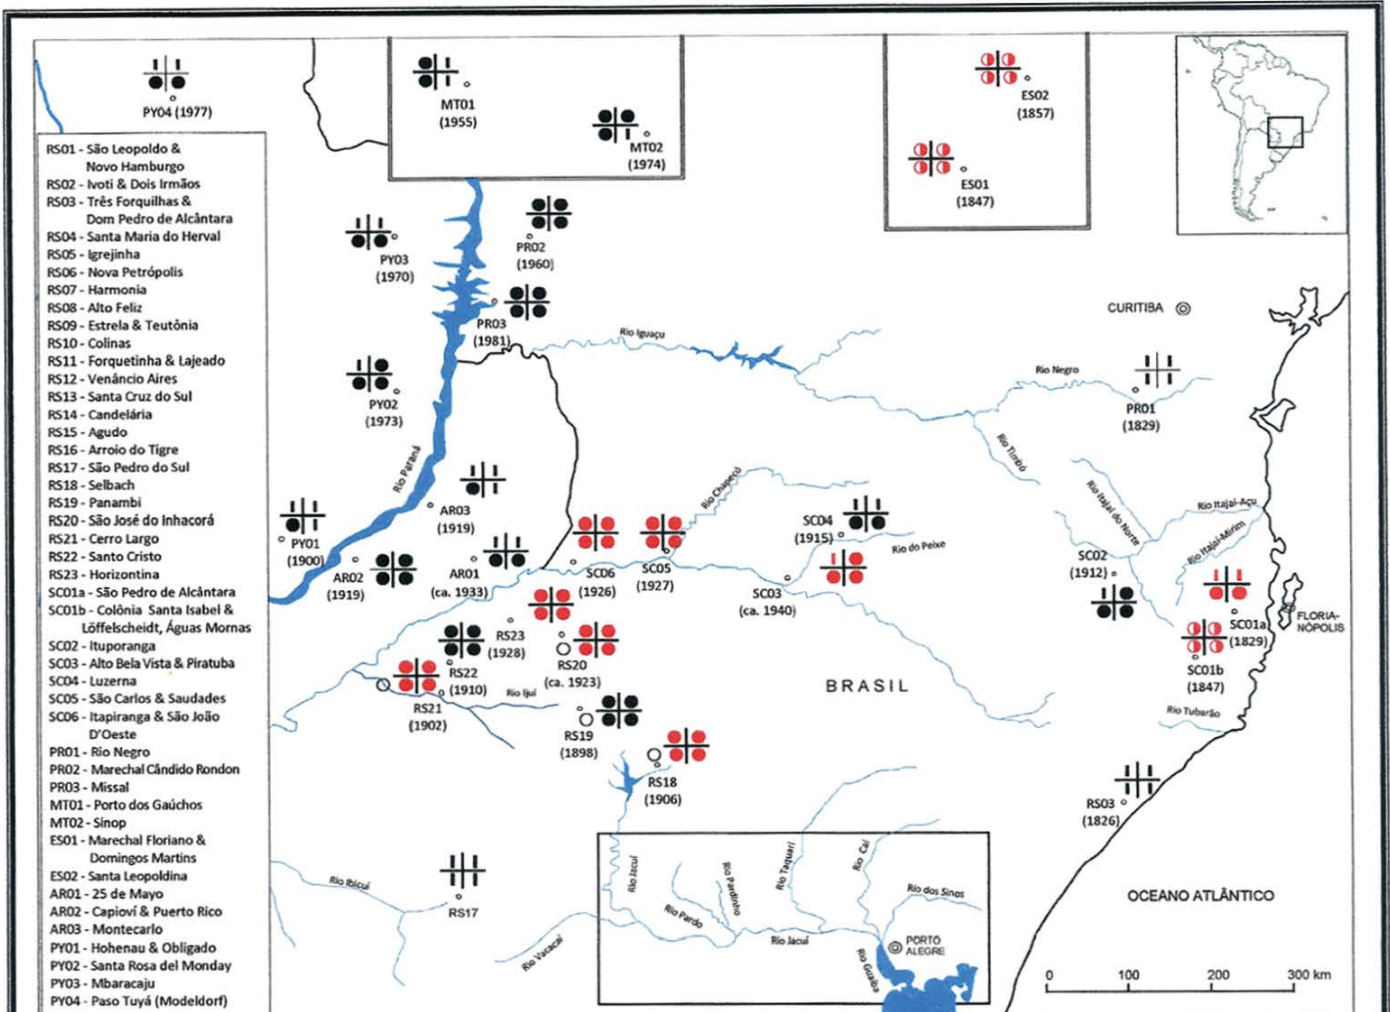 PY04 (1977)
MT01
(1955)
MT02
(1974)
ES02
(1857)
ES01
(1847)
RS01 - São Leopoldo &
Novo Hamburgo
RS02 - Ivoti & Dois Irmãos
RS03 - Três Forquilhas &
Dom Pedro de Alcântara
RS04 - Santa Maria do Herval
RS05 - Igrejinha
RS06 - Nova Petrópolis
RS07 - Harmonia
RS08 - Alto Feliz
RS09 - Estrela & Teutônia
RS10 - Colinas
RS11 - Forquetinha & Lajeado
RS12 - Venâncio Aires
RS13 - Santa Cruz do Sul
RS14 - Candelária
RS15 - Agudo
RS16 - Arroio do Tigre
RS17 - São Pedro do Sul
RS18 - Selbach
RS19 - Panambi
RS20 - São José do Inhacorá
RS21 - Cerro Largo
RS22 - Santo Cristo
RS23 - Horizontina
SC01a - São Pedro de Alcântara
SC01b - Colônia Santa Isabel &
Löffelscheidt, Águas Mornas
SC02 - Ituporanga
SC03 - Alto Bela Vista & Piratuba
SC04 - Luzerna
SC05 - São Carlos & Saudades
SC06 - Itapiranga & São João
D'Oeste
PR01 - Rio Negro
PR02 - Marechal Cândido Rondon
PR03 - Missal
MT01 - Porto dos Gaúchos
MT02 - Sinop
ES01 - Marechal Floriano &
Domingos Martins
ES02 - Santa Leopoldina
AR01 - 25 de Mayo
AR02 - Capioví & Puerto Rico
AR03 - Montecarlo
PY01 - Hohenau & Obligado
PY02 - Santa Rosa del Monday
PY03 - Mbaracaju
PY04 - Paso Tuyá (Modeldorf)
PY03
(1970)
PR02
(1960)
PR03
(1981)
Rio Iguaçu
CURITIBA
Rio Negro
PR01
(1829)
PY02
(1973)
Rio Paraná
Rio Timbó
Rio Chapecó
Rio Itajaí do Norte
Rio Itajaí-Açu
Rio Itajaí-Mirim
AR03
(1919)
PY01
(1900)
SC04
(1915)
Rio do Peixe
AR02
(1919)
AR01
(ca. 1933)
SC06
(1926)
SC05
(1927)
SC03
(ca. 1940)
SC02
(1912)
SC01a
(1829)
FLORIA-
NÓPOLIS
SC01b
(1847)
RS23
(1928)
RS20
(ca. 1923)
RS22
(1910)
RS21
(1902)
Rio Ijuí
RS19
(1898)
BRASIL
Rio Tubarão
RS18
(1906)
RS03
(1826)
Rio Ibicuí
RS17
Rio Vacacaí
Rio Jacuí
Rio Pardo
Rio Pardinho
Rio Taquari
Rio Caí
Rio dos Sinos
Rio Jacuí
PORTO
ALEGRE
Rio Guaíba
OCEANO ATLÂNTICO
0 100 200 300 km